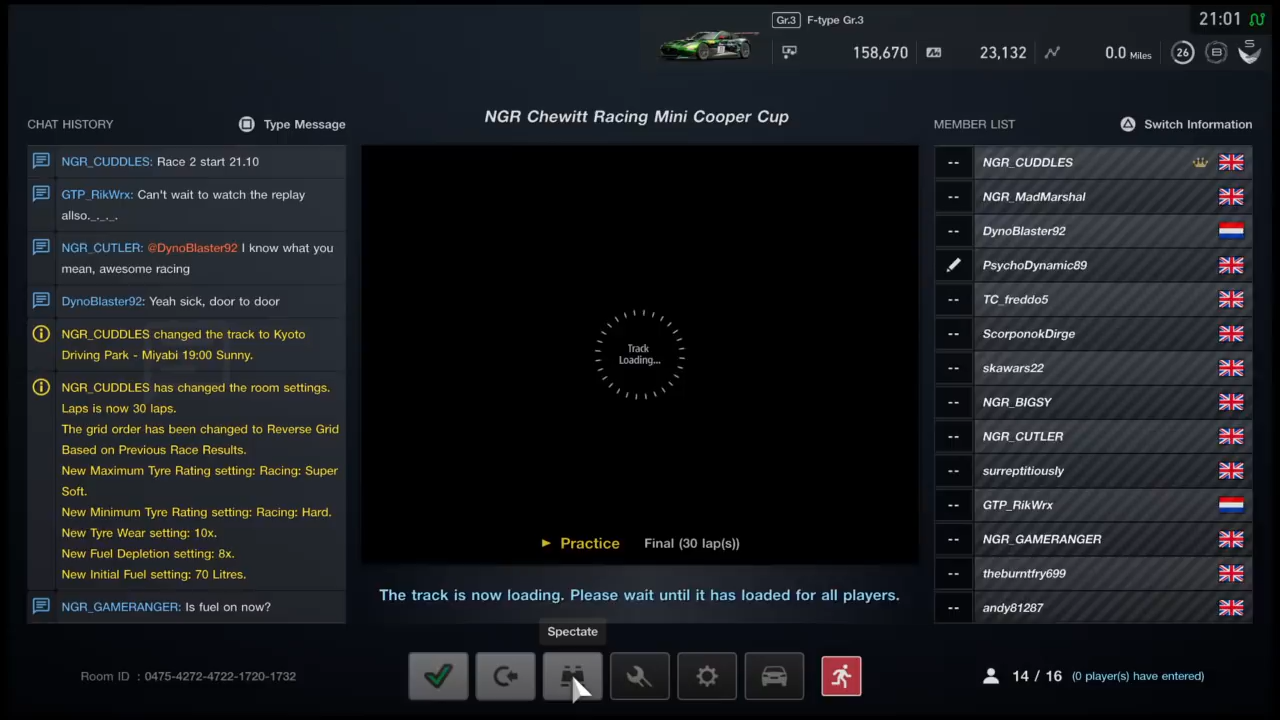 Gr.3 F-type Gr.3
21:01
158,670 23,132 0.0 Miles 26 B S
NGR Chewitt Racing Mini Cooper Cup
CHAT HISTORY Type Message
NGR_CUDDLES: Race 2 start 21.10
GTP_RikWrx: Can't wait to watch the replay
allso._._._.
NGR_CUTLER: @DynoBlaster92 I know what you
mean, awesome racing
DynoBlaster92: Yeah sick, door to door
NGR_CUDDLES changed the track to Kyoto
Driving Park - Miyabi 19:00 Sunny.
NGR_CUDDLES has changed the room settings.
Laps is now 30 laps.
The grid order has been changed to Reverse Grid
Based on Previous Race Results.
New Maximum Tyre Rating setting: Racing: Super
Soft.
New Minimum Tyre Rating setting: Racing: Hard.
New Tyre Wear setting: 10x.
New Fuel Depletion setting: 8x.
New Initial Fuel setting: 70 Litres.
NGR_GAMERANGER: Is fuel on now?
Track
Loading...
Practice Final (30 lap(s))
The track is now loading. Please wait until it has loaded for all players.
Spectate
MEMBER LIST Switch Information
-- NGR_CUDDLES
-- NGR_MadMarshal
-- DynoBlaster92
PsychoDynamic89
-- TC_freddo5
-- ScorponokDirge
-- skawars22
-- NGR_BIGSY
-- NGR_CUTLER
-- surreptitiously
-- GTP_RikWrx
-- NGR_GAMERANGER
-- theburntfry699
-- andy81287
Room ID : 0475-4272-4722-1720-1732
14 / 16 (0 player(s) have entered)